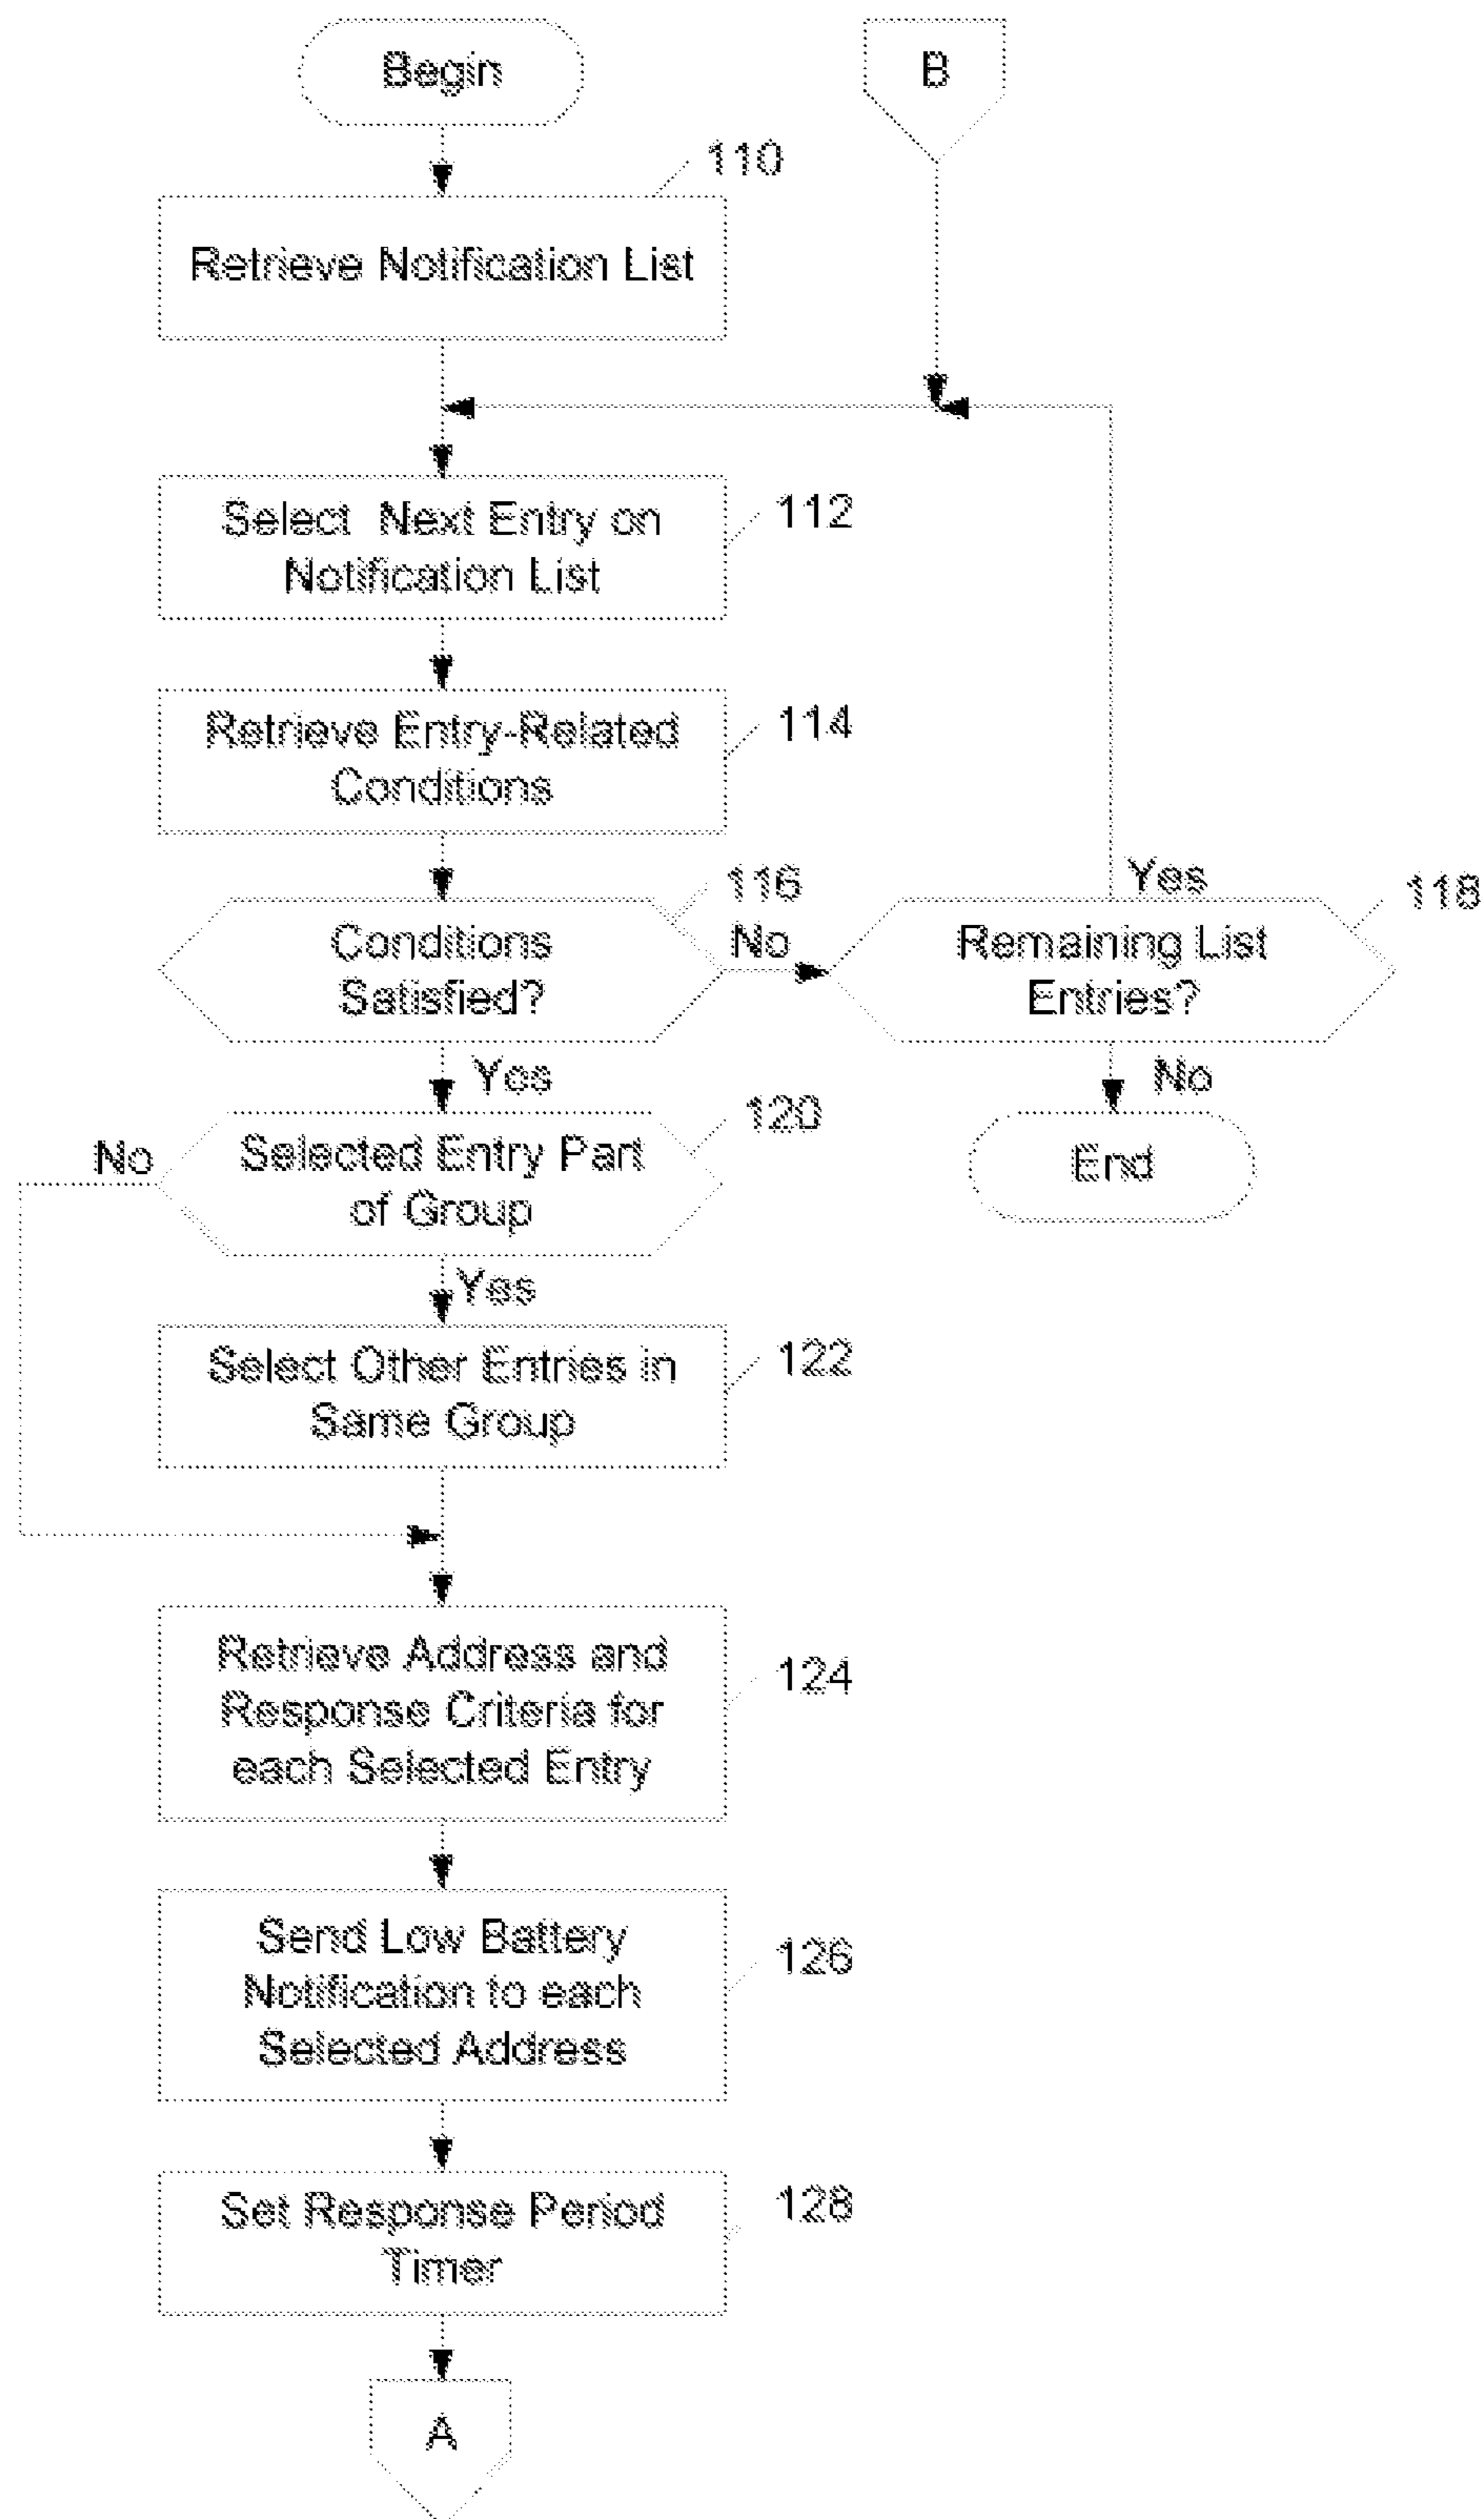 Begin
B
110
Retrieve Notification List
Select Next Entry on
Notification List
112
Retrieve Entry-Related
Conditions
114
Conditions
Satisfied?
116
No
Remaining List
Entries?
Yes
118
Yes
No
End
Selected Entry Part
of Group
120
No
Yes
Select Other Entries in
Same Group
122
Retrieve Address and
Response Criteria for
each Selected Entry
124
Send Low Battery
Notification to each
Selected Address
126
Set Response Period
Timer
128
A